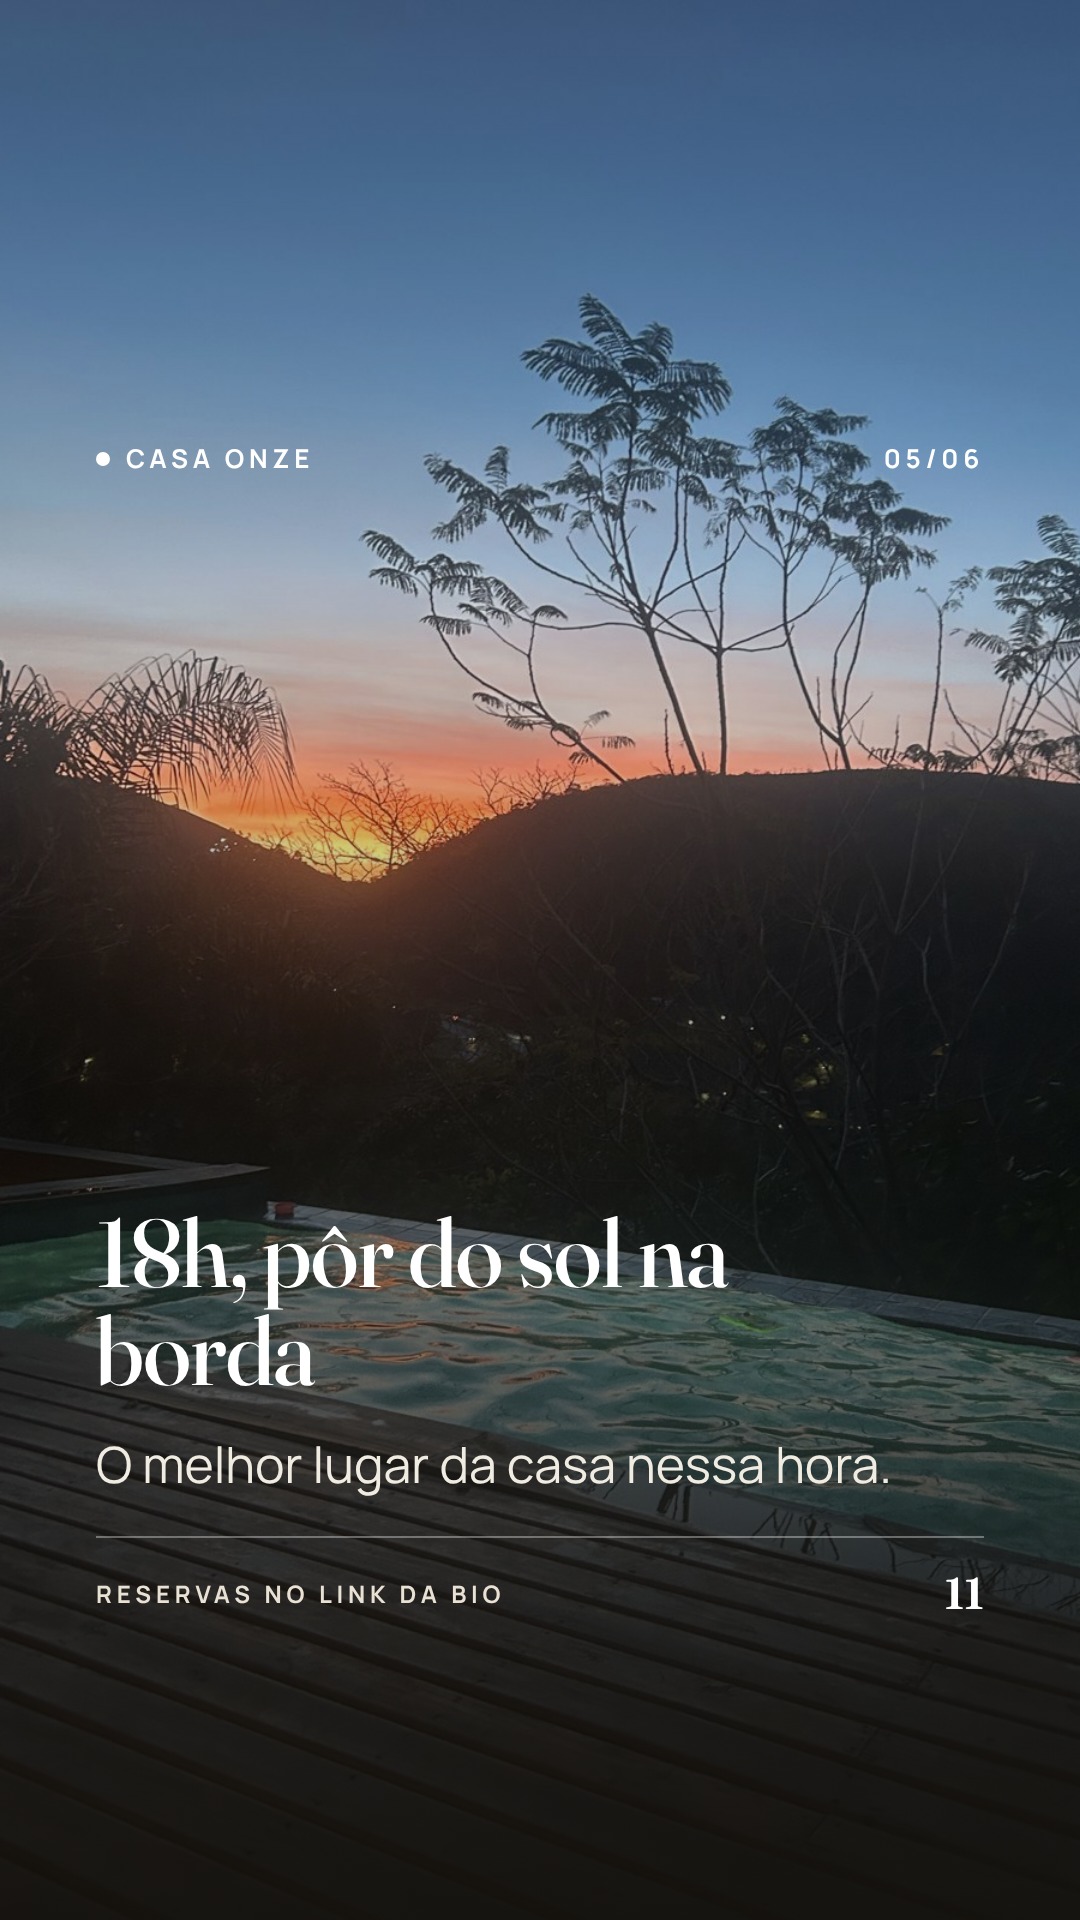 CASA ONZE
05/06
18h, pôr do sol na
borda
O melhor lugar da casa nessa hora.
RESERVAS NO LINK DA BIO
11